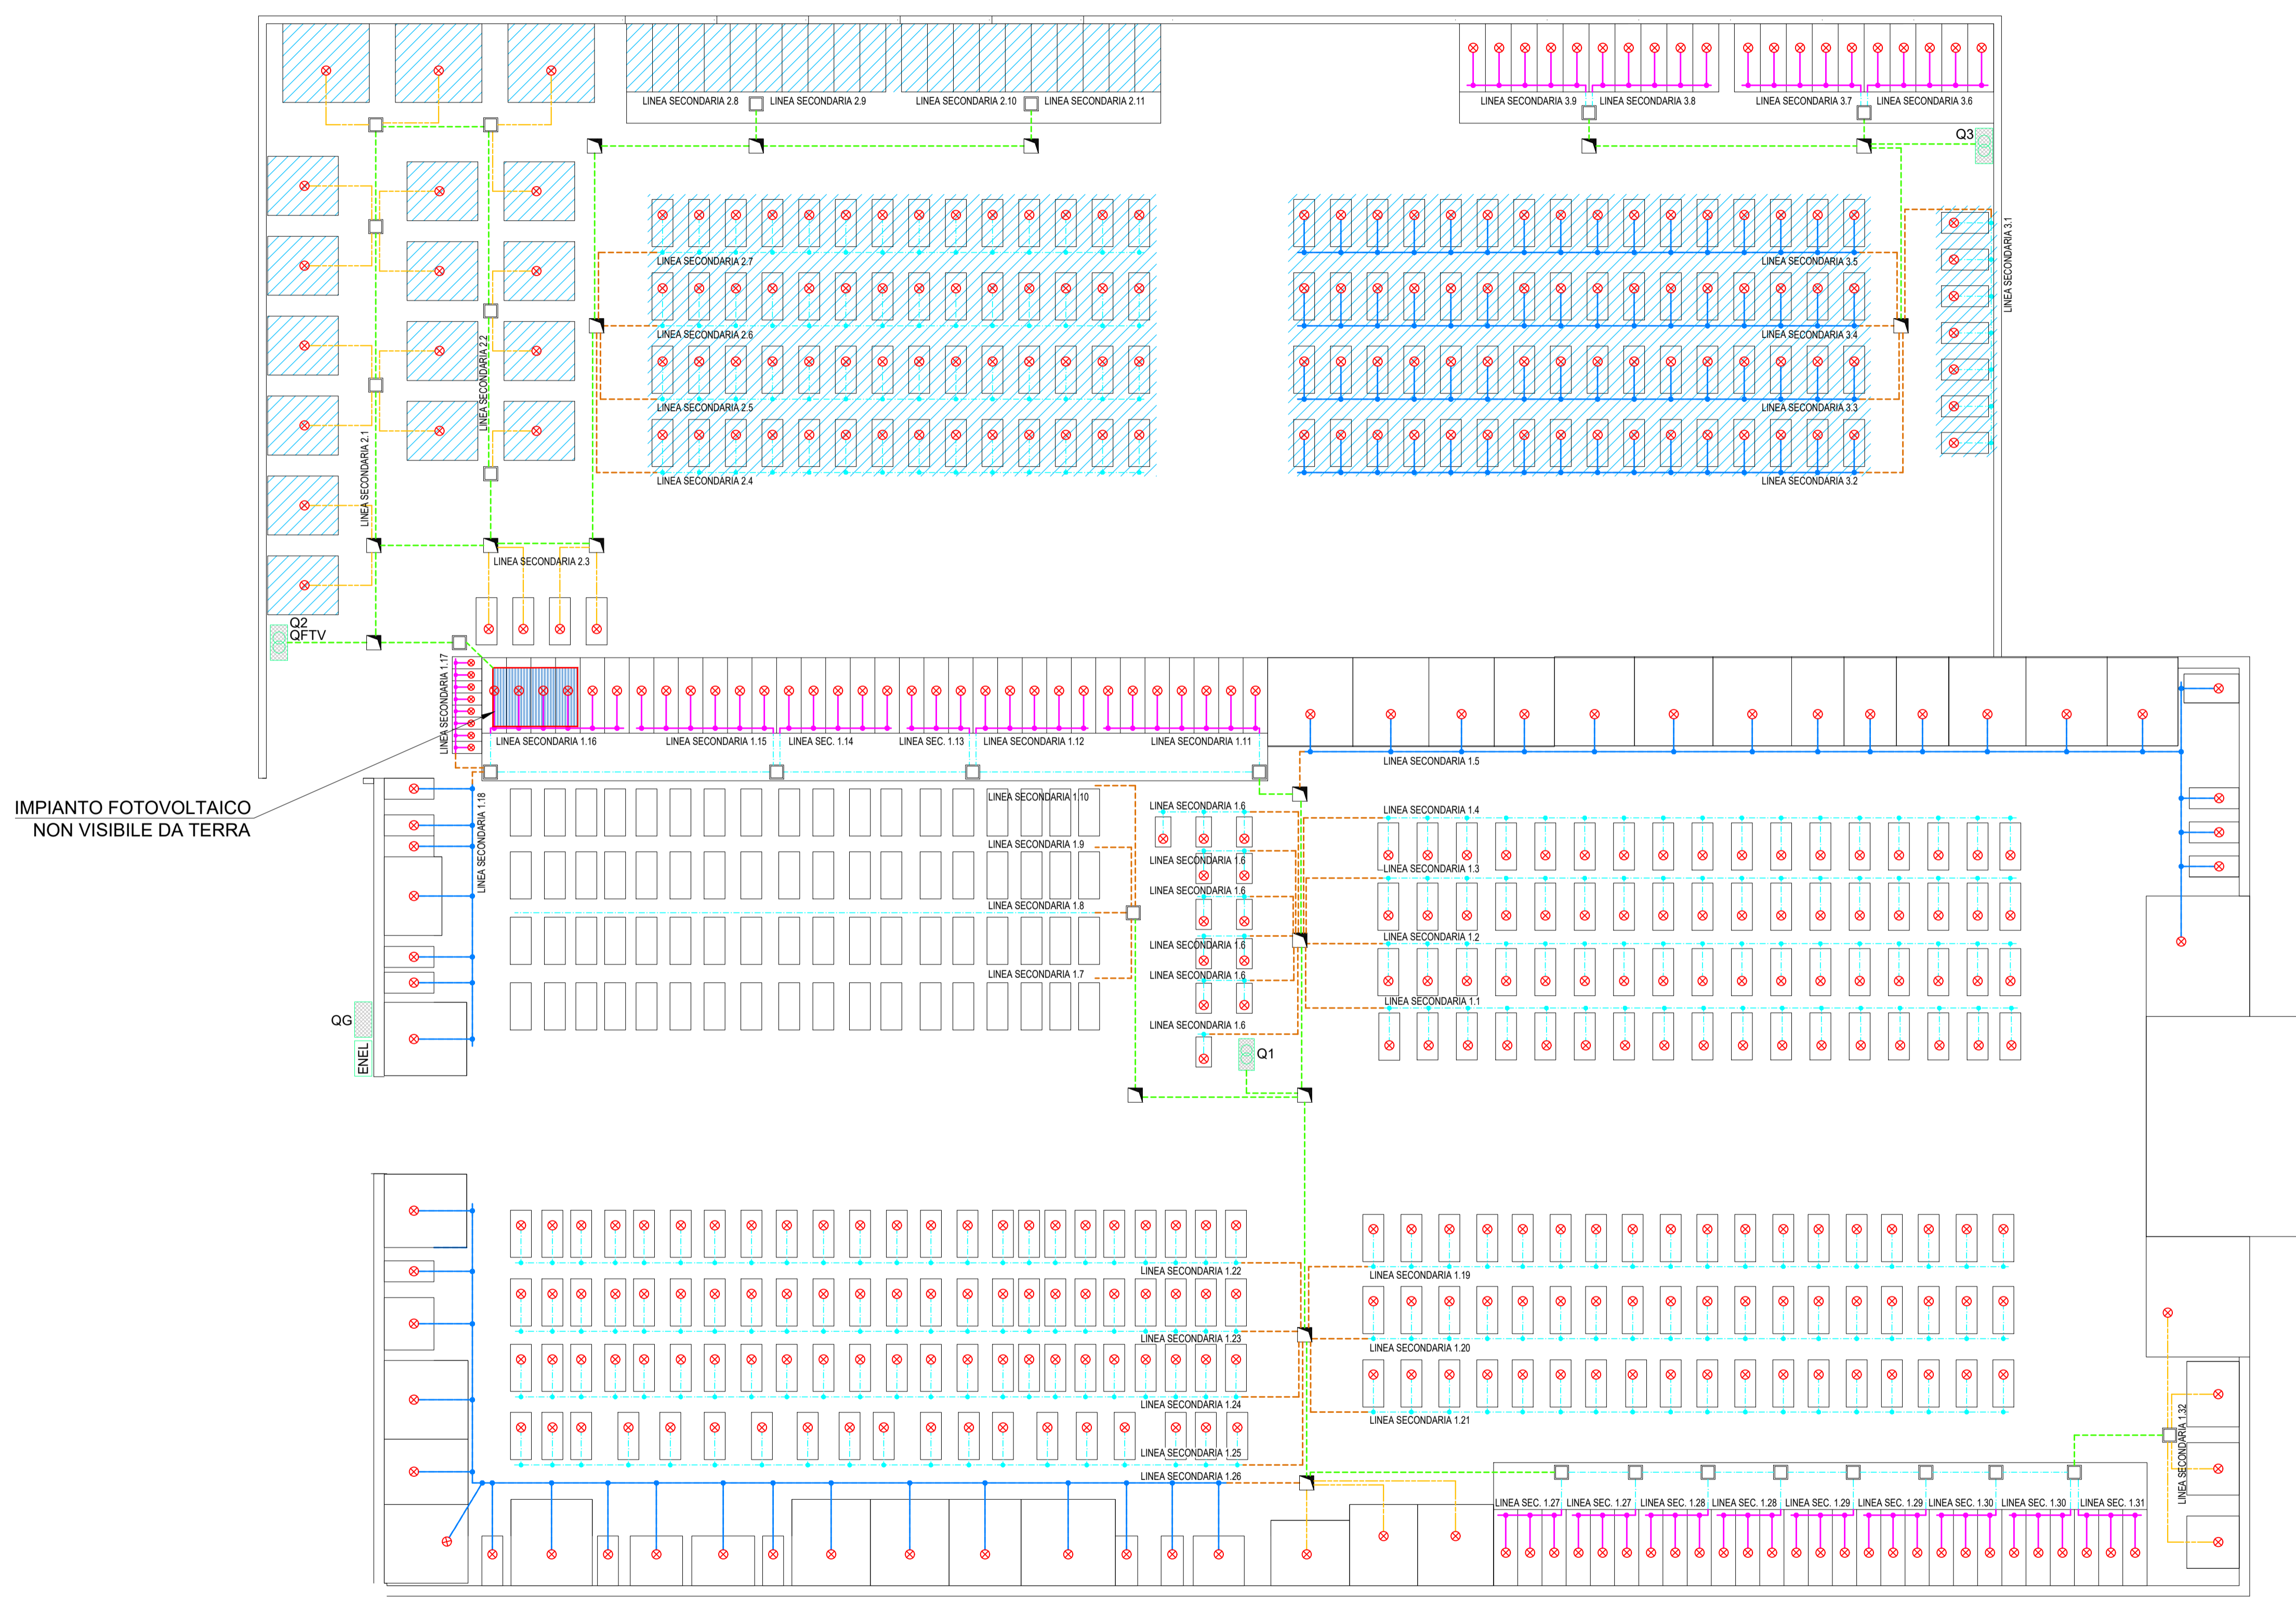 LINEA SECONDARIA 2.8
LINEA SECONDARIA 2.9
LINEA SECONDARIA 2.10
LINEA SECONDARIA 2.11
LINEA SECONDARIA 3.9
LINEA SECONDARIA 3.8
LINEA SECONDARIA 3.7
LINEA SECONDARIA 3.6
Q3
LINEA SECONDARIA 3.1
LINEA SECONDARIA 2.7
LINEA SECONDARIA 3.5
LINEA SECONDARIA 2.6
LINEA SECONDARIA 3.4
LINEA SECONDARIA 2.2
LINEA SECONDARIA 2.5
LINEA SECONDARIA 3.3
LINEA SECONDARIA 2.1
LINEA SECONDARIA 2.4
LINEA SECONDARIA 3.2
LINEA SECONDARIA 2.3
Q2
QFTV
LINEA SECONDARIA 1.17
LINEA SECONDARIA 1.16
LINEA SECONDARIA 1.15
LINEA SEC. 1.14
LINEA SEC. 1.13
LINEA SECONDARIA 1.12
LINEA SECONDARIA 1.11
LINEA SECONDARIA 1.5
IMPIANTO FOTOVOLTAICO
NON VISIBILE DA TERRA
LINEA SECONDARIA 1.18
LINEA SECONDARIA 1.10
LINEA SECONDARIA 1.6
LINEA SECONDARIA 1.4
LINEA SECONDARIA 1.9
LINEA SECONDARIA 1.6
LINEA SECONDARIA 1.3
LINEA SECONDARIA 1.6
LINEA SECONDARIA 1.8
LINEA SECONDARIA 1.6
LINEA SECONDARIA 1.2
LINEA SECONDARIA 1.7
LINEA SECONDARIA 1.6
LINEA SECONDARIA 1.1
QG
LINEA SECONDARIA 1.6
ENEL
Q1
LINEA SECONDARIA 1.22
LINEA SECONDARIA 1.19
LINEA SECONDARIA 1.23
LINEA SECONDARIA 1.20
LINEA SECONDARIA 1.24
LINEA SECONDARIA 1.21
LINEA SECONDARIA 1.25
LINEA SECONDARIA 1.26
LINEA SECONDARIA 1.32
LINEA SEC. 1.27
LINEA SEC. 1.27
LINEA SEC. 1.28
LINEA SEC. 1.28
LINEA SEC. 1.29
LINEA SEC. 1.29
LINEA SEC. 1.30
LINEA SEC. 1.30
LINEA SEC. 1.31